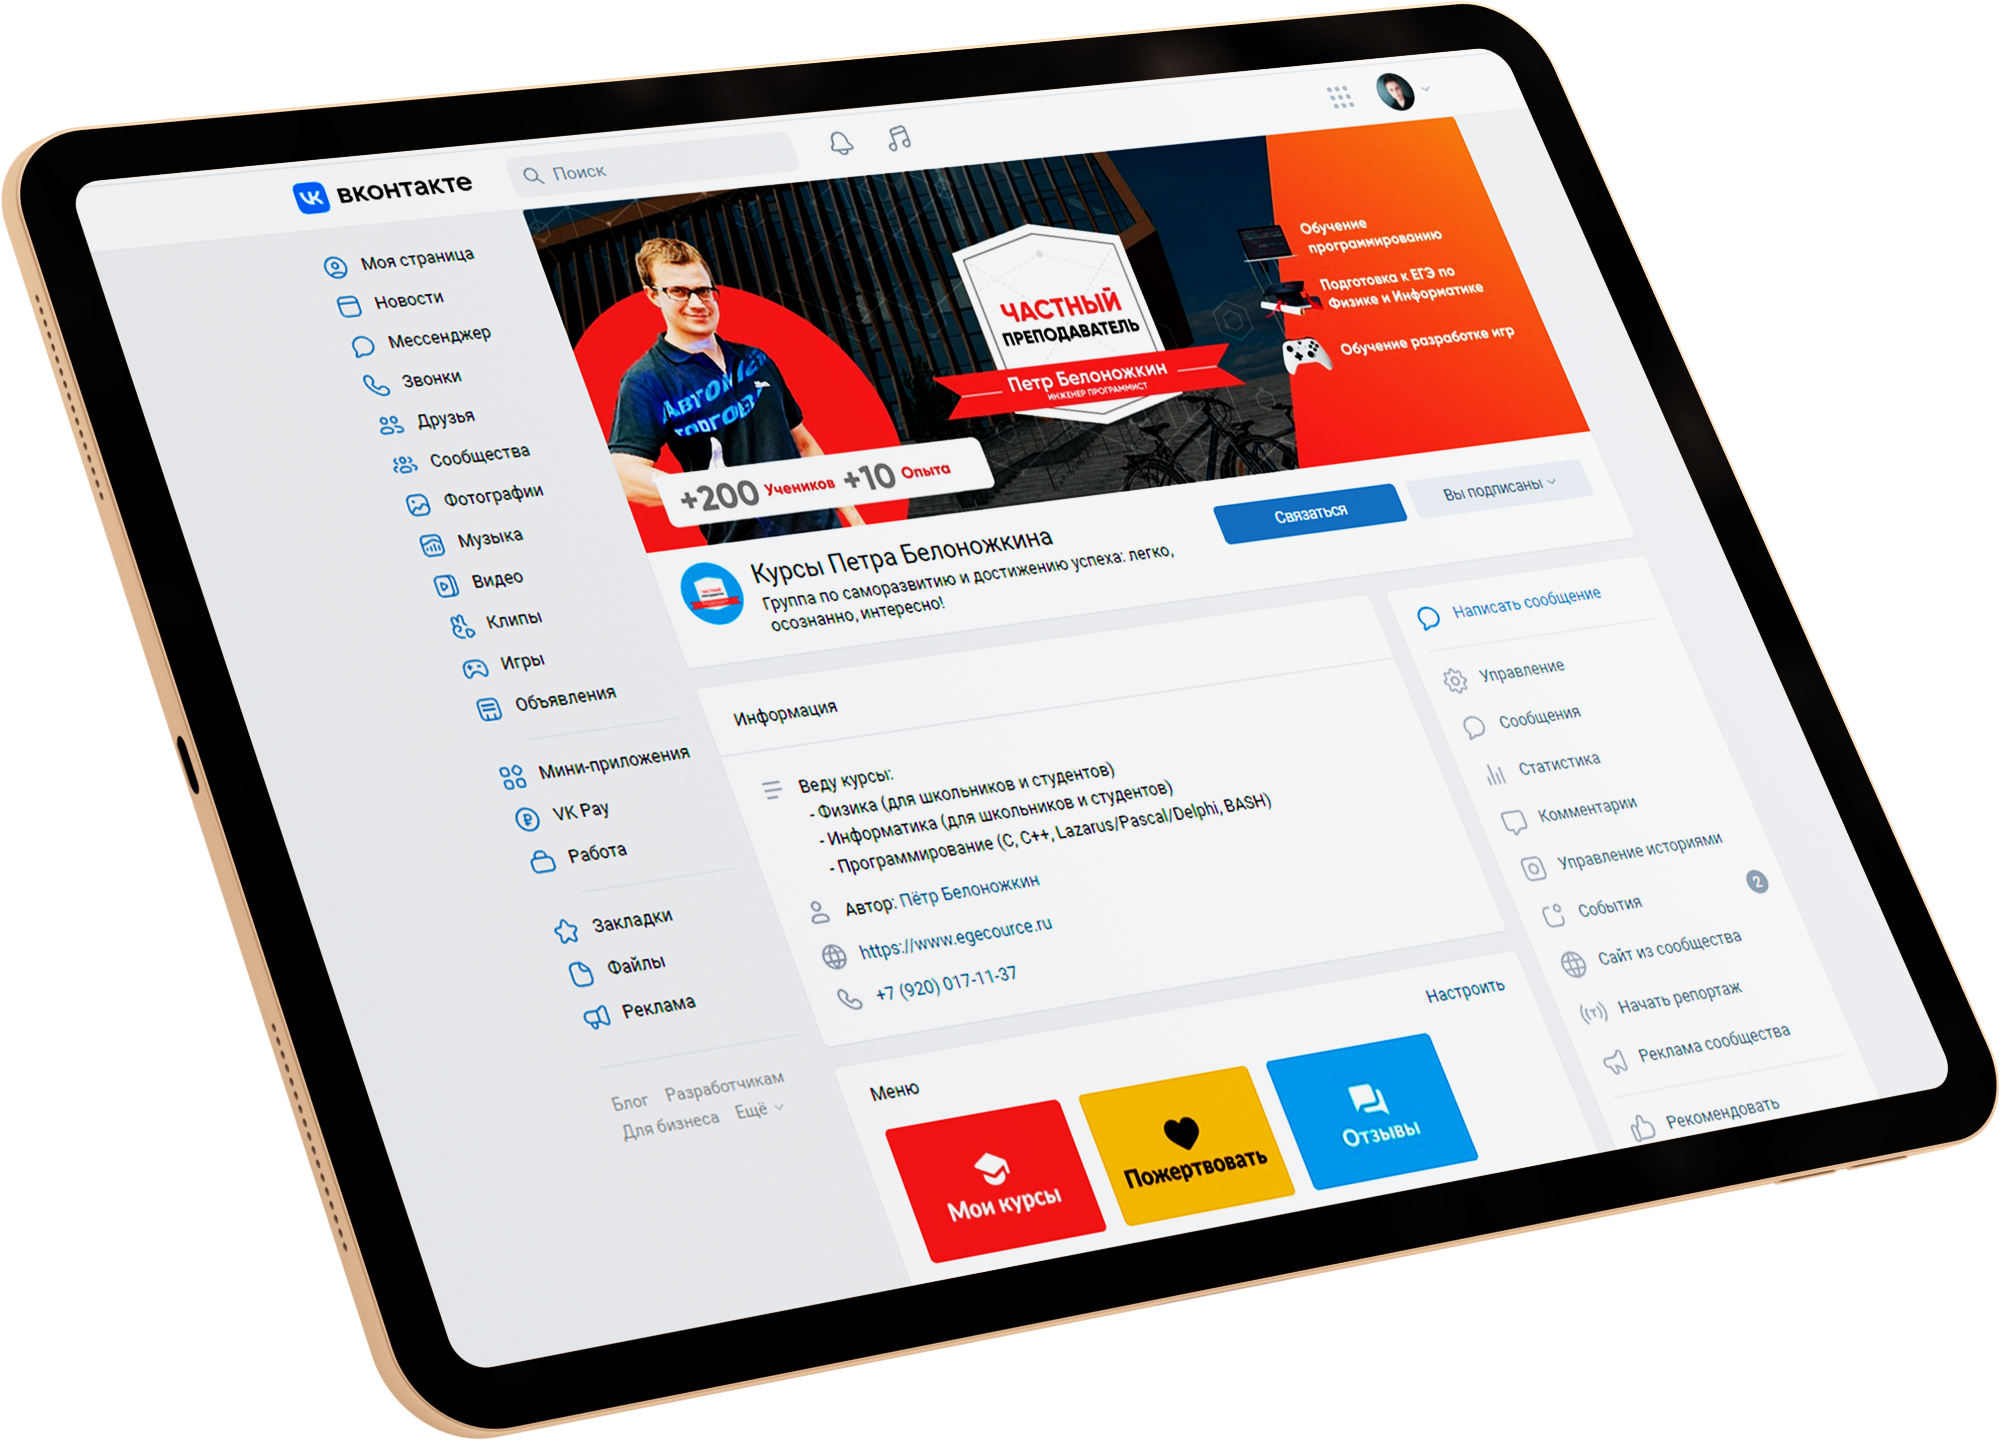 вконтакте
Поиск
Моя страница
Новости
Мессенджер
Звонки
Друзья
Сообщества
Фотографии
Музыка
Видео
Клипы
Игры
Объявления
Мини-приложения
VK Pay
Работа
Закладки
Файлы
Реклама
Блог Разработчикам
Для бизнеса Ещё
ЧАСТНЫЙ
ПРЕПОДАВАТЕЛЬ
Петр Белоножкин
ИНЖЕНЕР ПРОГРАММИСТ
Обучение
программированию
Подготовка к ЕГЭ по
Физике и Информатике
Обучение разработке игр
+200 Учеников +10 Опыта
Курсы Петра Белоножкина
Группа по саморазвитию и достижению успеха: легко,
осознанно, интересно!
Связаться
Вы подписаны
Информация
Веду курсы:
- Физика (для школьников и студентов)
- Информатика (для школьников и студентов)
- Программирование (C, C++, Lazarus/Pascal/Delphi, BASH)
Автор: Пётр Белоножкин
https://www.egecource.ru
+7 (920) 017-11-37
Настроить
Меню
Мои курсы
Пожертвовать
Отзывы
Написать сообщение
Управление
Сообщения
Статистика
Комментарии
Управление историями
События
2
Сайт из сообщества
Начать репортаж
Реклама сообщества
Рекомендовать